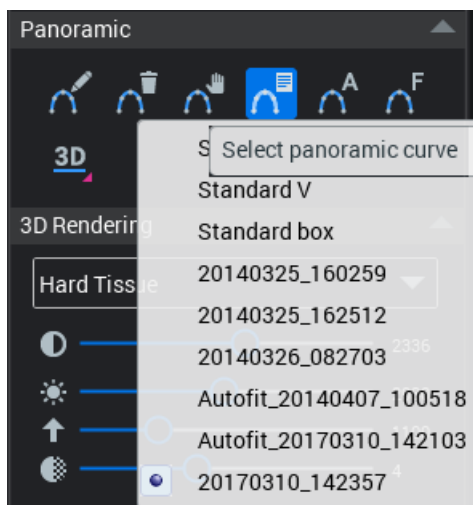 Panoramic
A
F
3D
Select panoramic curve
Standard V
3D Rendering
Standard box
Hard Tissue
20140325_160259
20140325_162512
2336
20140326_082703
Autofit_20140407_100518
Autofit_20170310_142103
4
20170310_142357